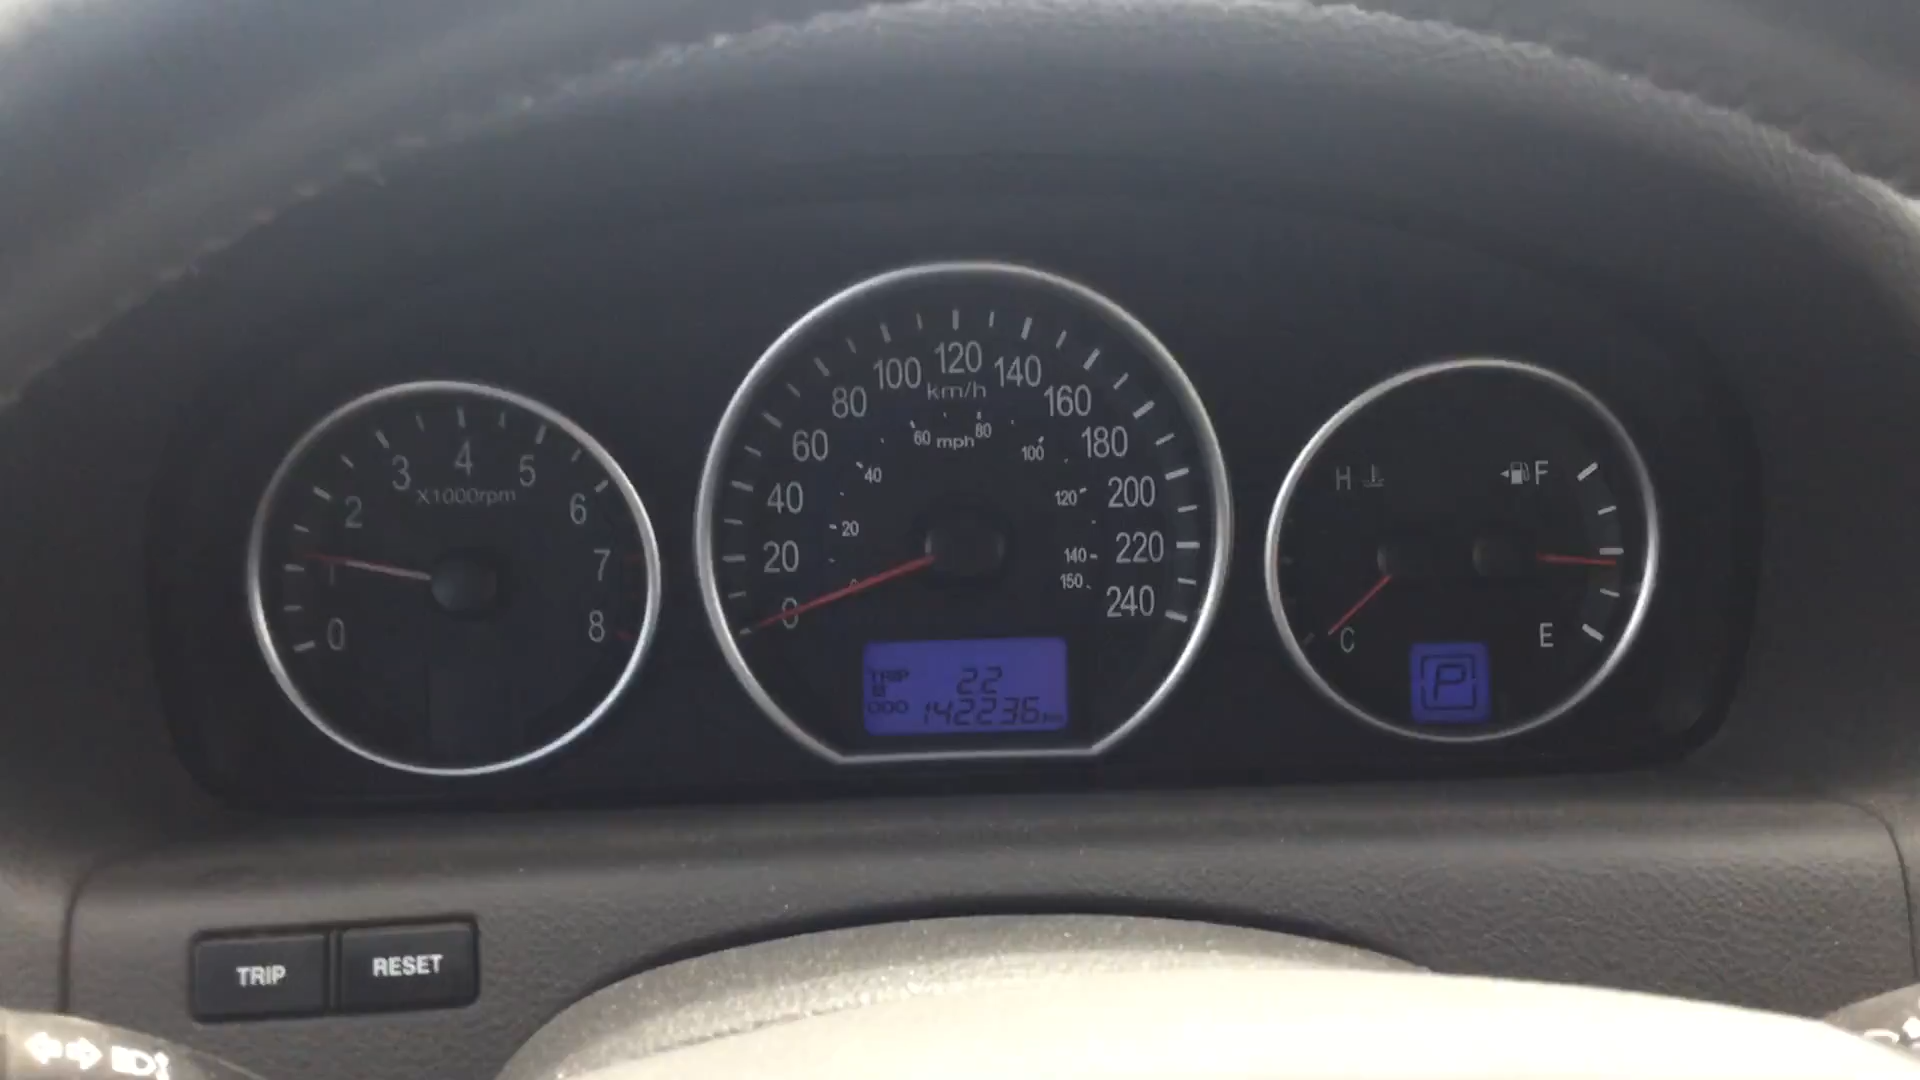 0 1 2 3 4 5 6 7 8
X1000rpm
0 20 40 60 80 100 120 140 160 180 200 220 240
km/h
20 40 60 80 100 120 140 150
mph
TRIP
B
22
ODO 142236 km
H
C
F
E
P
TRIP
RESET